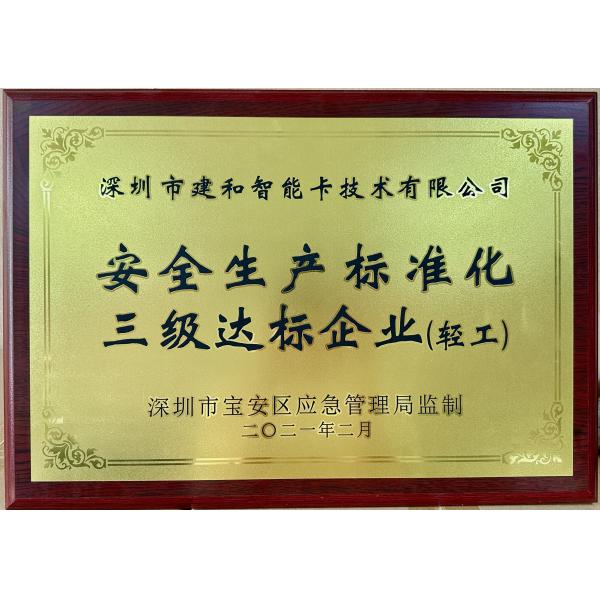 深圳市建和智能卡技术有限公司
安全生产标准化
三级达标企业(轻工)
深圳市宝安区应急管理局监制
二〇二一年二月